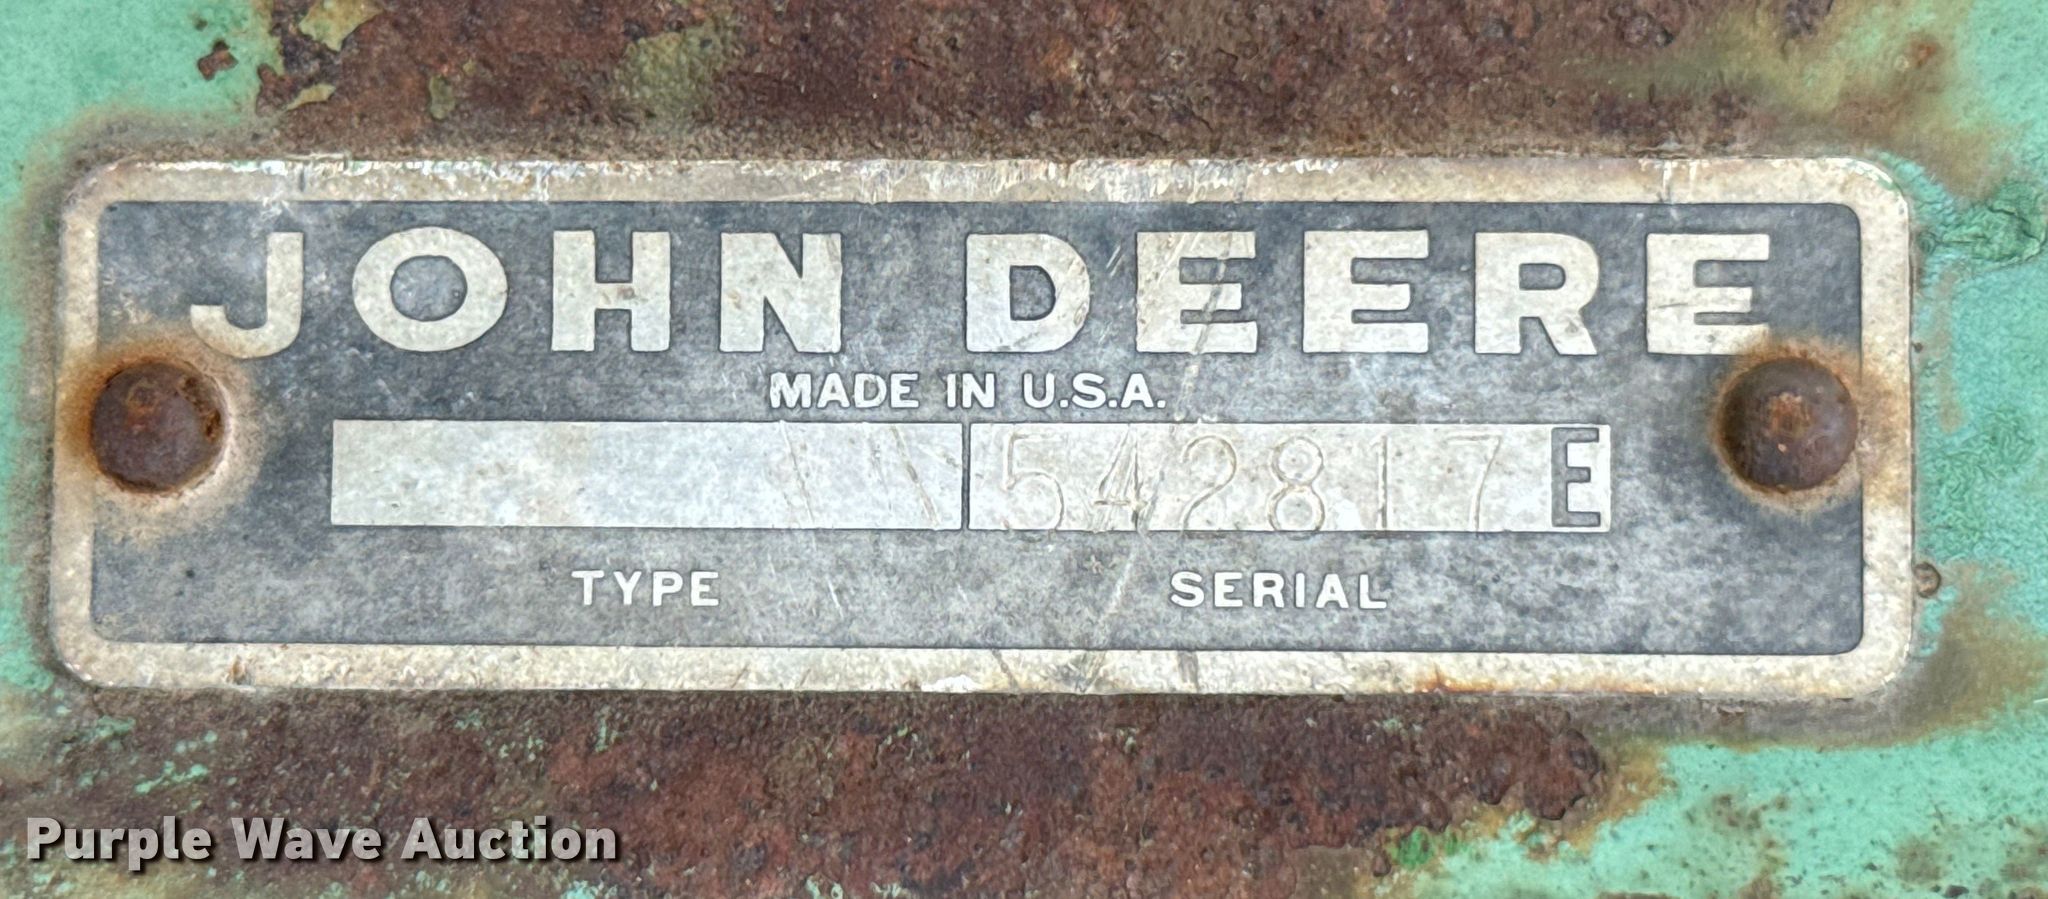 JOHN DEERE
MADE IN U.S.A.
542817E
TYPE SERIAL
Purple Wave Auction